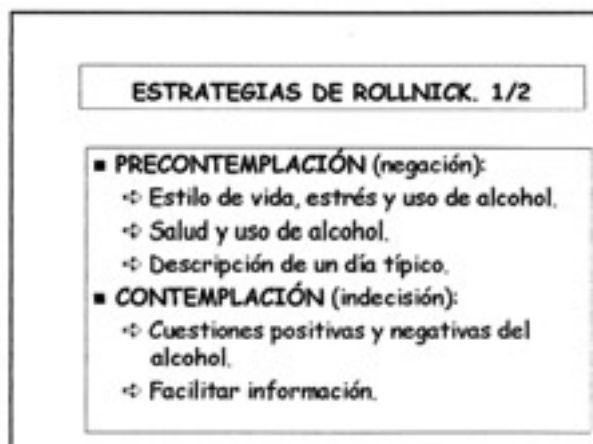 ESTRATEGIAS DE ROLLNICK. 1/2
■ PRECONTEMPLACIÓN (negación):
➪ Estilo de vida, estrés y uso de alcohol.
➪ Salud y uso de alcohol.
➪ Descripción de un día típico.
■ CONTEMPLACIÓN (indecisión):
➪ Cuestiones positivas y negativas del
alcohol.
➪ Facilitar información.